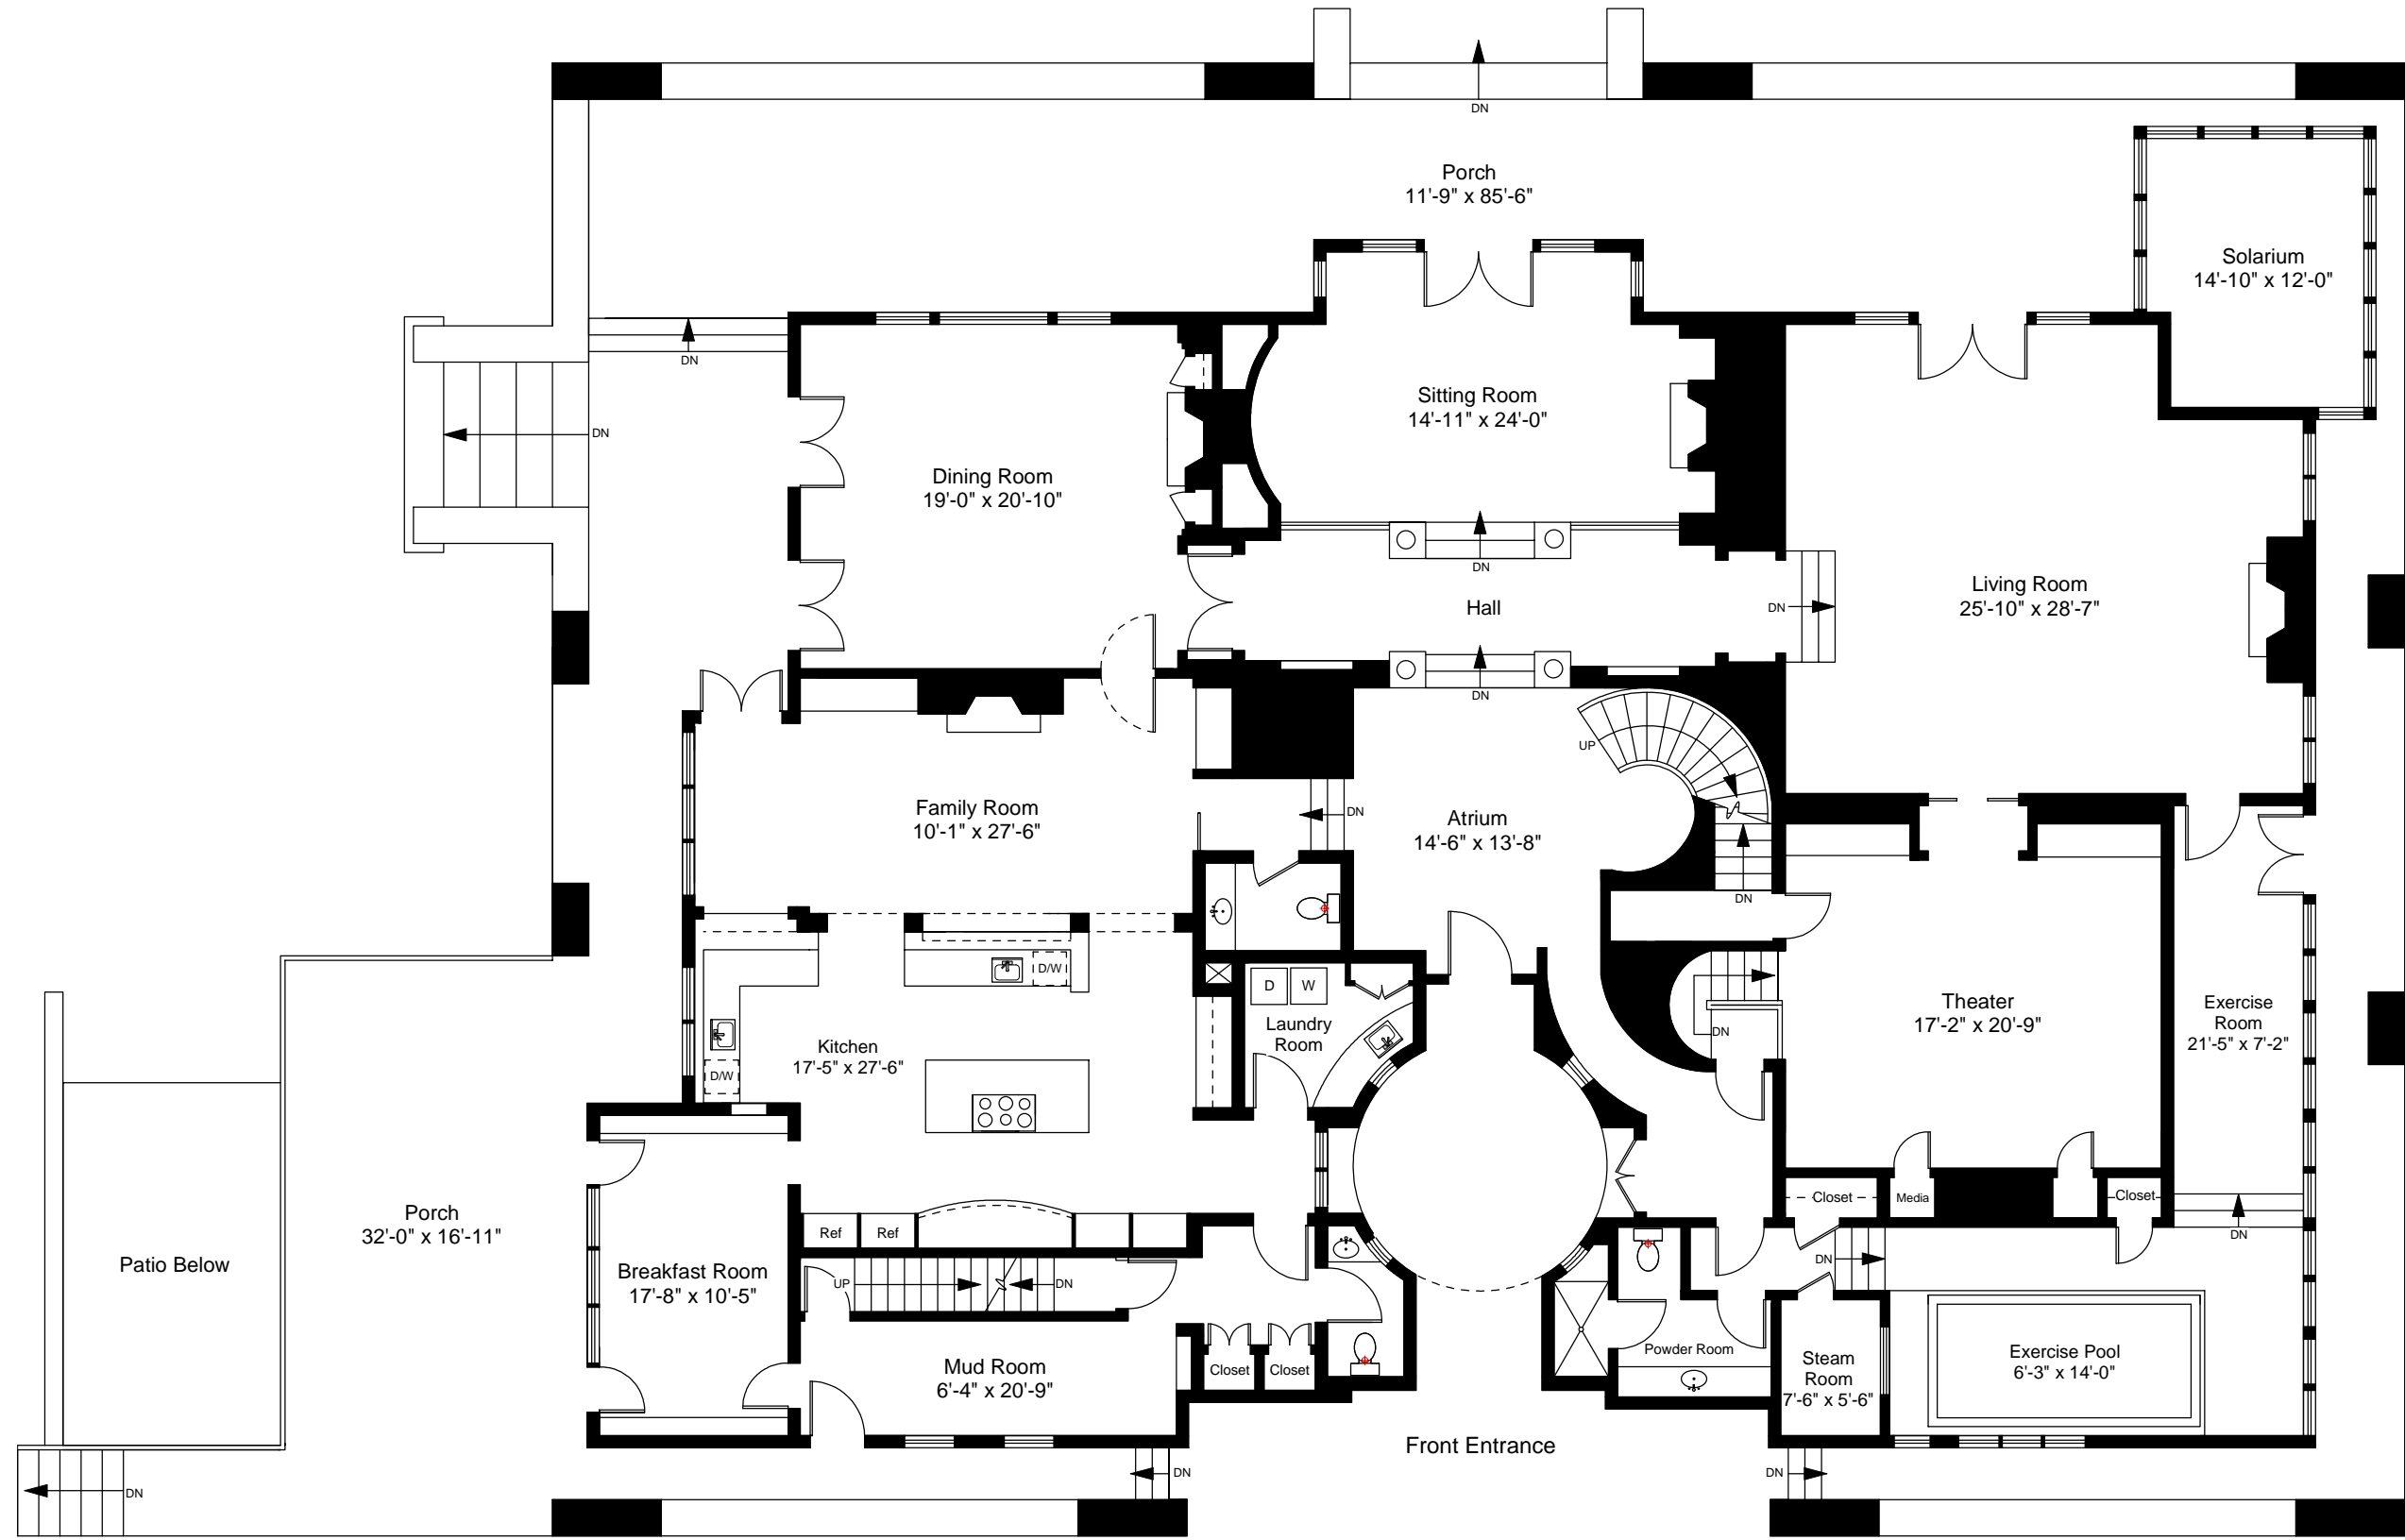 DN
Porch
11'-9" x 85'-6"
Solarium
14'-10" x 12'-0"
DN
DN
Sitting Room
14'-11" x 24'-0"
Dining Room
19'-0" x 20'-10"
DN
Hall
DN
Living Room
25'-10" x 28'-7"
DN
UP
Family Room
10'-1" x 27'-6"
DN
Atrium
14'-6" x 13'-8"
DN
D/W
D
W
Laundry
Room
DN
Theater
17'-2" x 20'-9"
Exercise
Room
21'-5" x 7'-2"
Kitchen
17'-5" x 27'-6"
D/W
Closet
Media
Closet
Porch
32'-0" x 16'-11"
Ref
Ref
DN
Patio Below
Breakfast Room
17'-8" x 10'-5"
UP
DN
DN
Mud Room
6'-4" x 20'-9"
Closet
Closet
Powder Room
Steam
Room
7'-6" x 5'-6"
Exercise Pool
6'-3" x 14'-0"
Front Entrance
DN
DN
DN